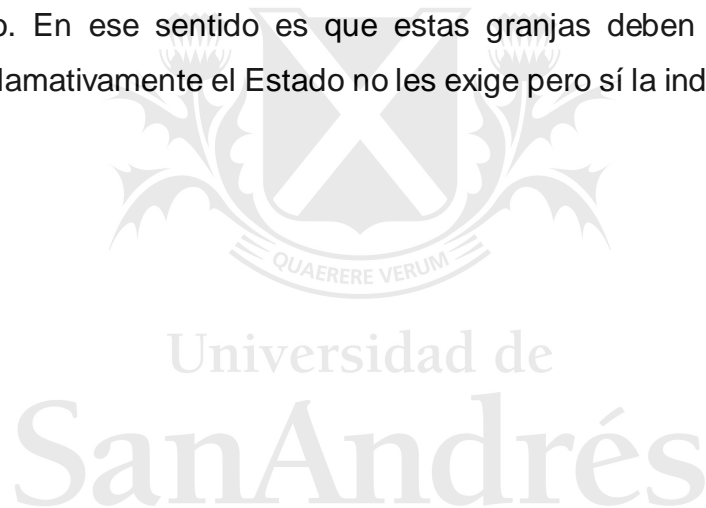 o. En ese sentido es que estas granjas deben
lamativamente el Estado no les exige pero sí la ind
QUAERERE VERUM
Universidad de
SanAndrés